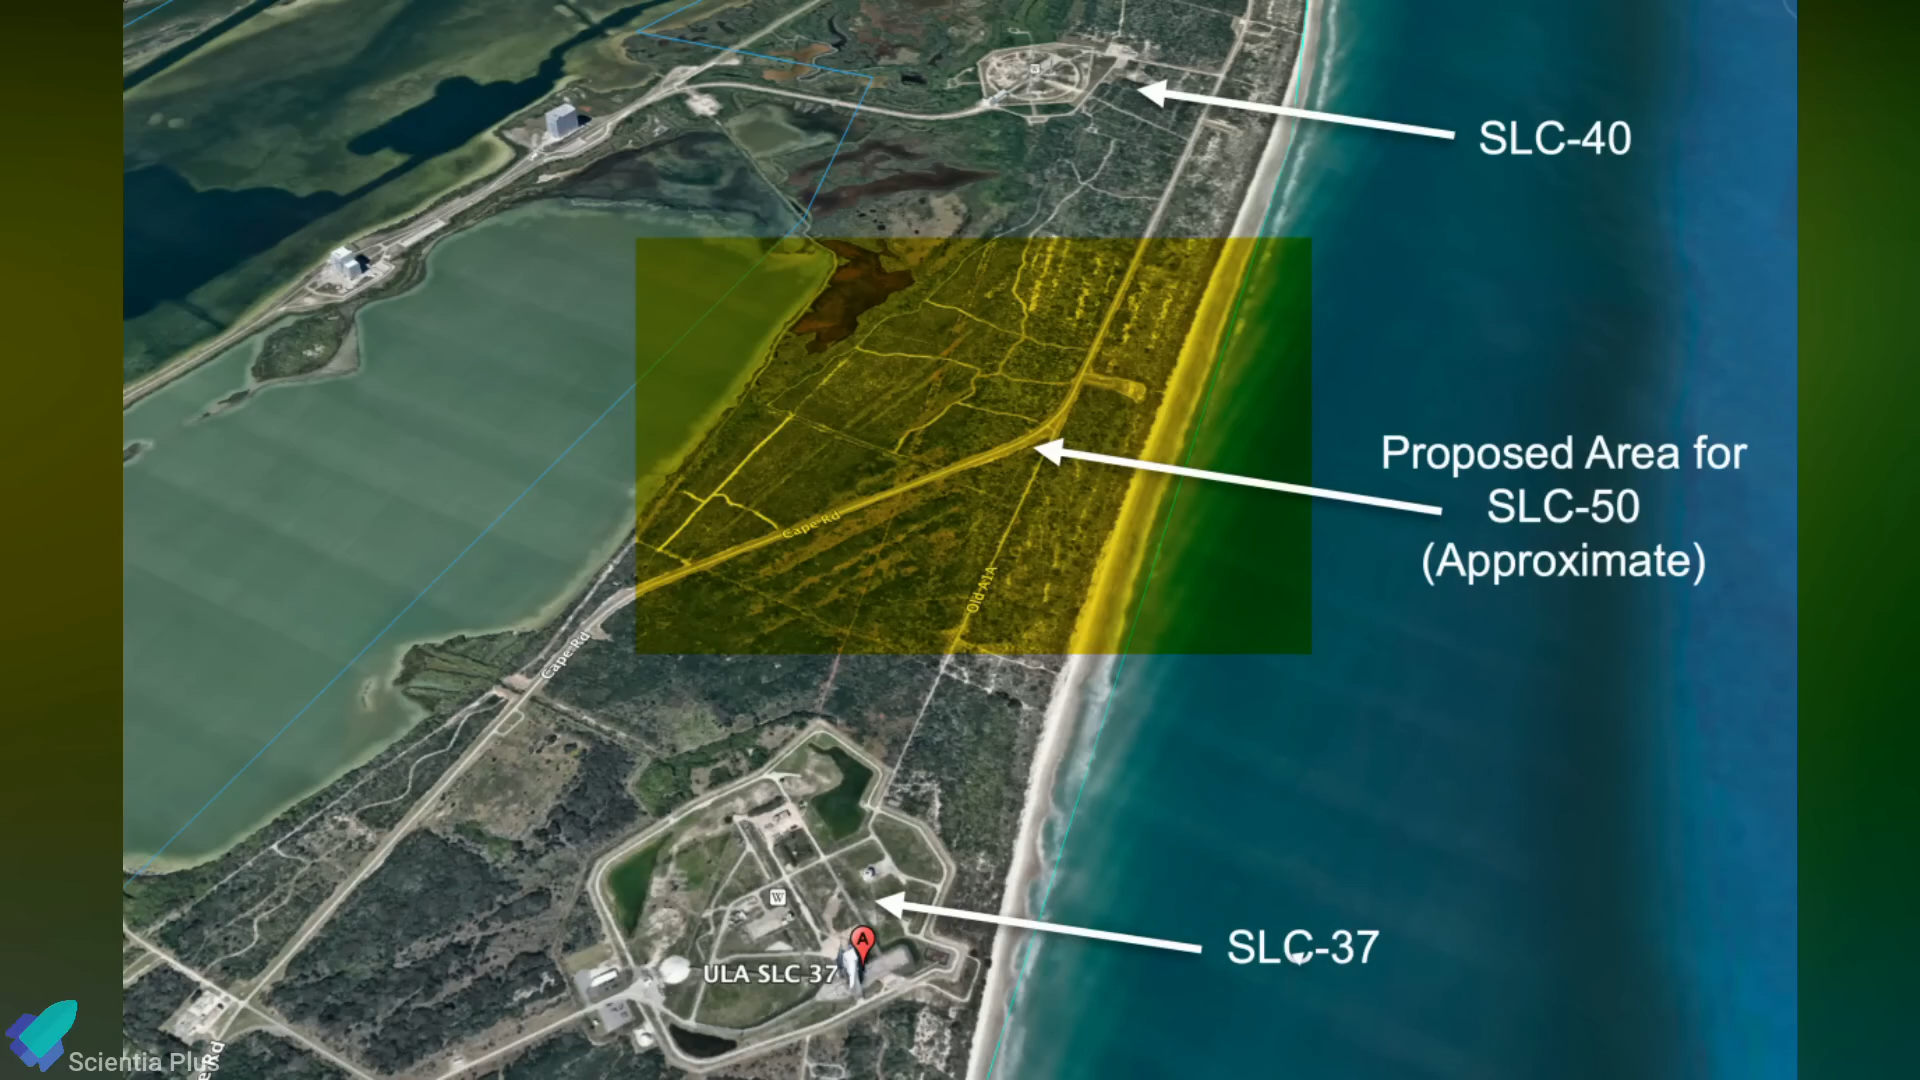 SLC-40
Proposed Area for
SLC-50
(Approximate)
Cape Rd
Old A1A
Cape Rd
W
A
SLC-37
ULA SLC 37
Scientia Plus